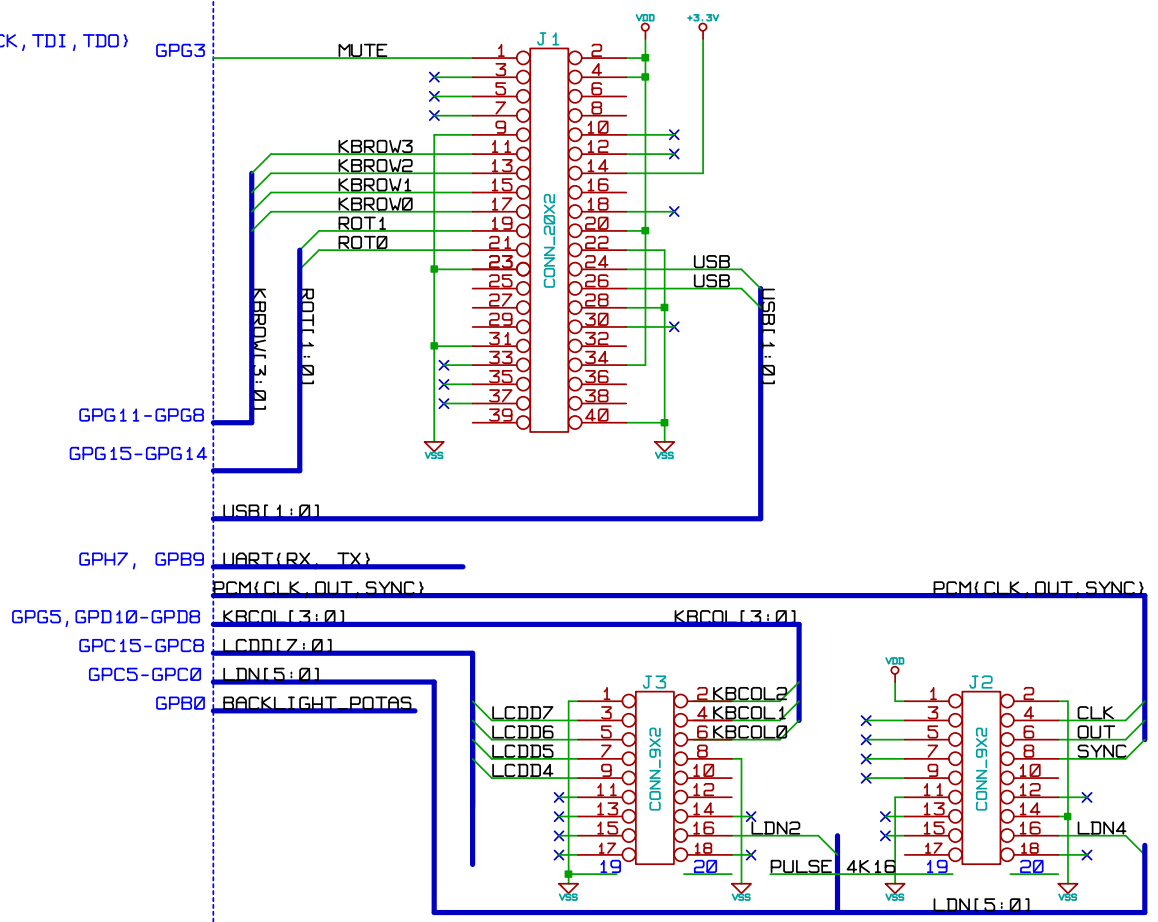 CK,TDI,TDO}
VDD +3.3V
J1
GPG3 MUTE 1 2
3 4
5 6
7 8
9 10
KBROW3 11 12
KBROW2 13 14
KBROW1 15 16
KBROW0 17 18
ROT1 19 20
ROT0 21 22
23 24 USB
25 26 USB
27 28
29 30
31 32
33 34
35 36
37 38
39 40
CONN_20X2
KBROW[3:0]
ROT[1:0]
USB[1:0]
GPG11-GPG8
GPG15-GPG14
VSS VSS
USB[1:0]
GPH7, GPB9 UART{RX, TX}
PCM{CLK,OUT,SYNC} PCM{CLK,OUT,SYNC}
GPG5,GPD10-GPD8 KBCOL[3:0] KBCOL[3:0]
GPC15-GPC8 LCDD[7:0]
GPC5-GPC0 LDN[5:0]
GPB0 BACKLIGHT_POTAS
J3
1 2 KBCOL2
LCDD7 3 4 KBCOL1
LCDD6 5 6 KBCOL0
LCDD5 7 8
LCDD4 9 10
11 12
13 14
15 16 LDN2
17 18
19 20
CONN_9X2
VSS VSS
VDD
J2
1 2
3 4 CLK
5 6 OUT
7 8 SYNC
9 10
11 12
13 14
15 16 LDN4
17 18
PULSE 4K16 19 20
CONN_9X2
VSS VSS
LDN[5:0]